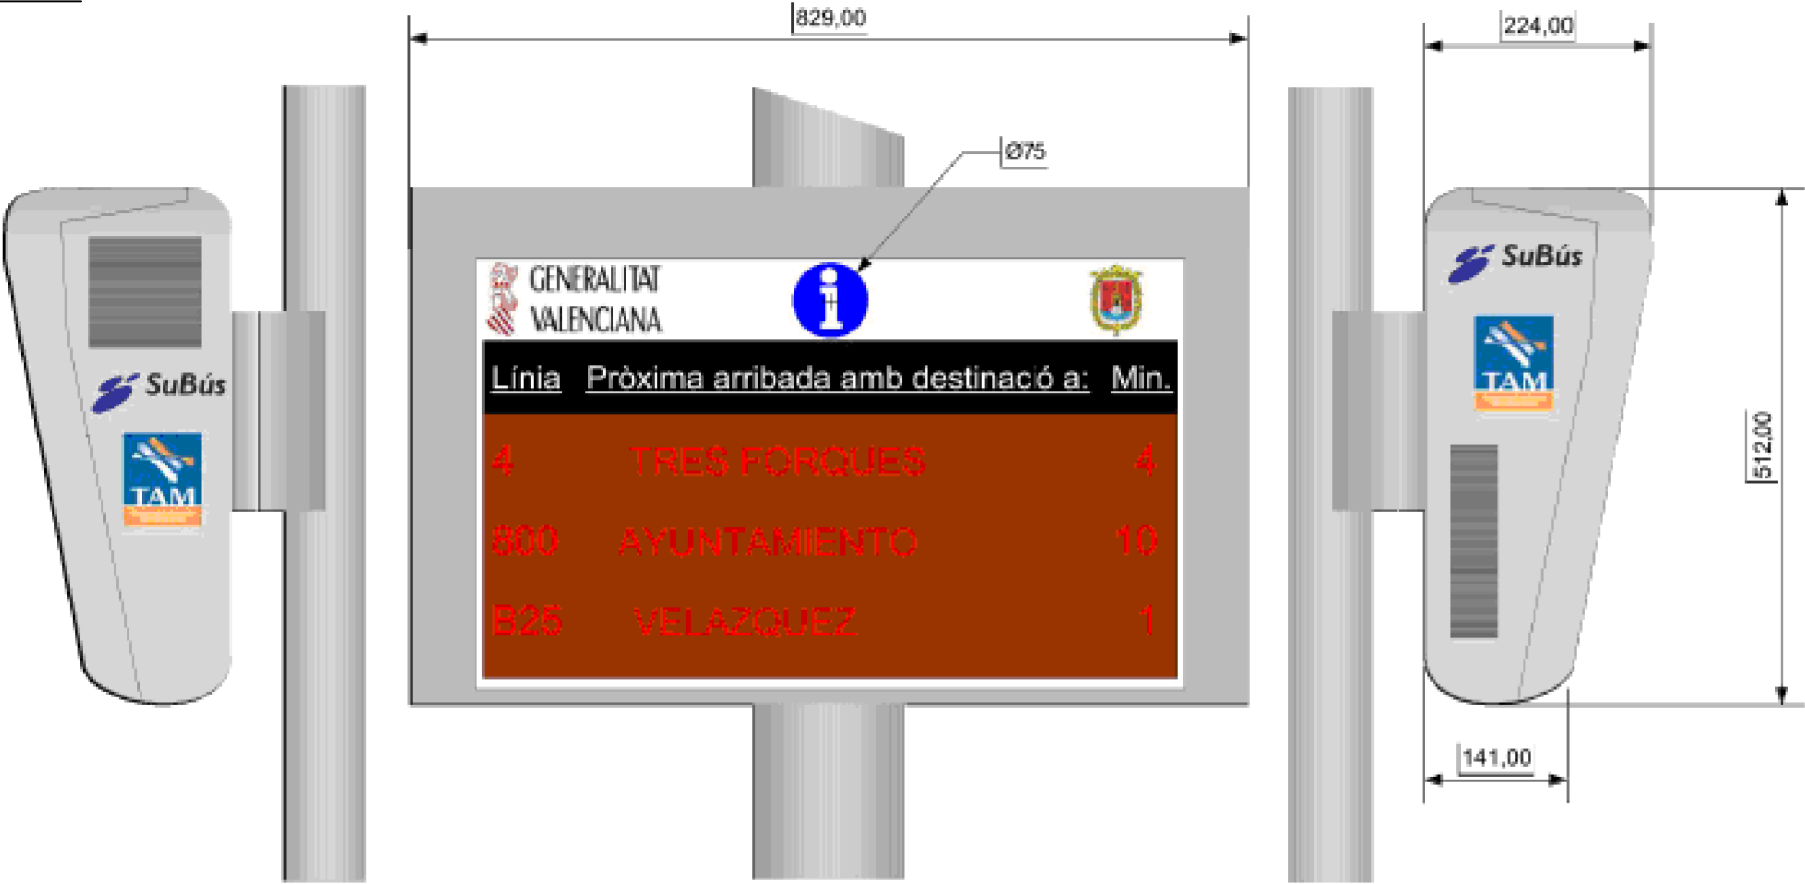 829,00
224,00
Ø75
GENERALITAT
VALENCIANA
i
Línia Pròxima arribada amb destinació a: Min.
4 TRES FORQUES 4
800 AYUNTAMIENTO 10
B25 VELAZQUEZ 1
SuBús
TAM
SuBús
TAM
512,00
141,00